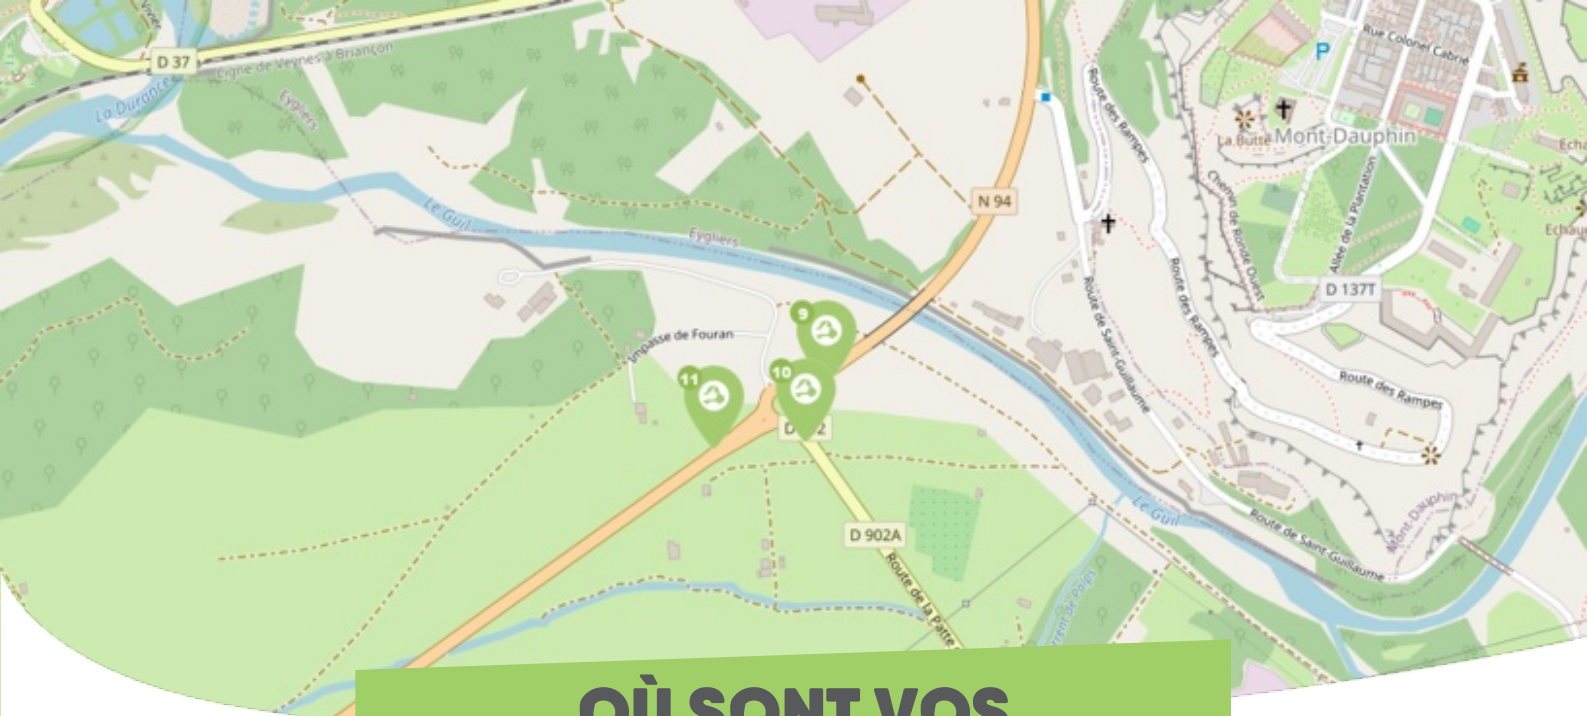 Vivier
D 37
Ligne de Veynes à Briançon
La Durance
Eygliers
Le Guil
Eygliers
N 94
P
Rue Colonel Cabrié
La Butte
Mont-Dauphin
Route des Rampes
Chemin de Ronde Ouest
Allée de la Plantation
D 137T
Route des Rampes
Route de Saint-Guillaume
Route des Rampes
Impasse de Fouran
9
10
11
D 902A
Route de la Patte
Le Guil
Route de Saint-Guillaume
Mont-Dauphin
OÙ SONT VOS